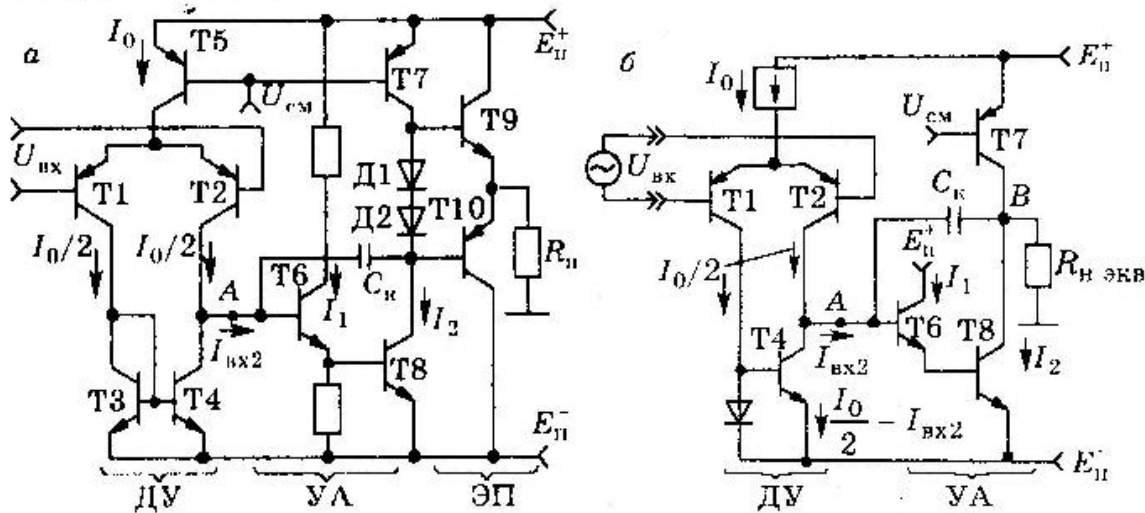 а
I₀
T5
T7
E⁺п
Uсм
T9
Uвх
T1
T2
Д1
Д2
T10
I₀/2
I₀/2
Rн
Cк
A
T6
I₁
I₂
Iвх2
T8
T3
T4
E⁻п
ДУ
УА
ЭП
б
I₀
E⁺п
Uсм
T7
Uвх
T1
T2
Cк
B
E⁺п
Rн экв
I₀/2
I₁
A
T6
T8
T4
Iвх2
I₂
I₀/2 − Iвх2
E⁻п
ДУ
УА